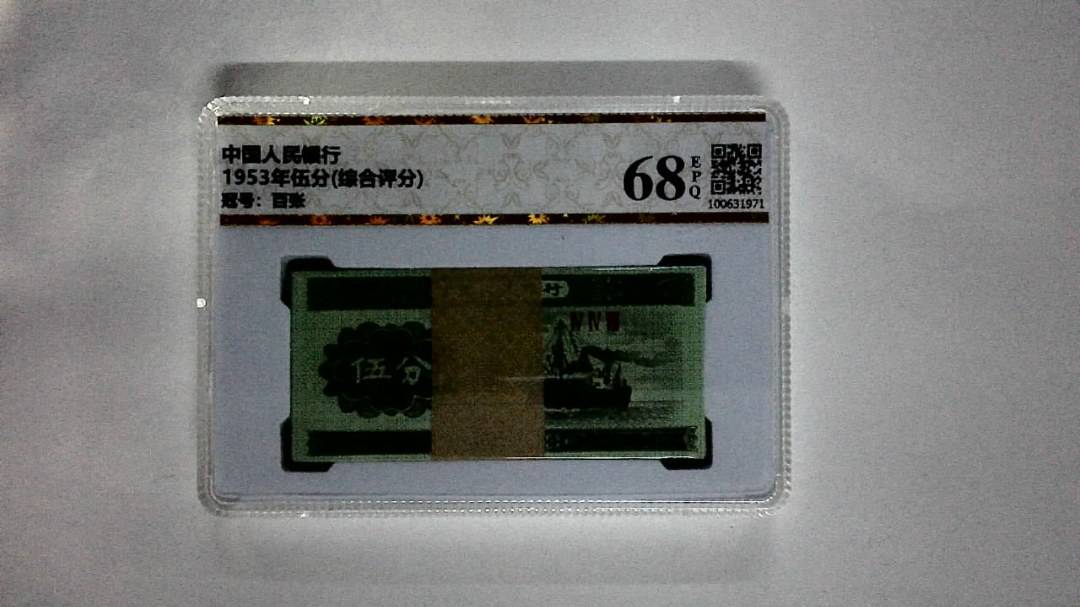 中国人民银行
1953年伍分(综合评分)
冠号：百张
68
EPQ
100631971
行
伍分